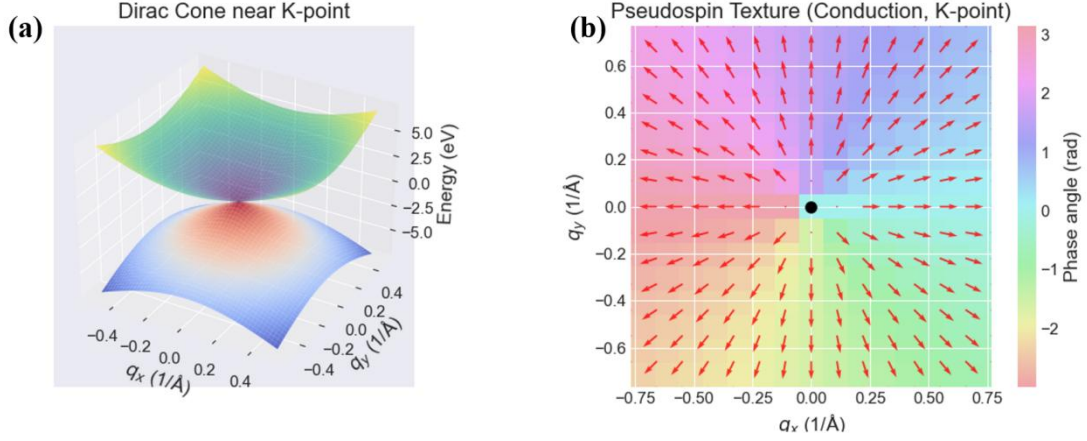 (a)
Dirac Cone near K-point
5.0
2.5
0.0
−2.5
−5.0
Energy (eV)
−0.4
−0.2
0.0
0.2
0.4
qx (1/Å)
−0.4
−0.2
0.0
0.2
0.4
qy (1/Å)
(b)
Pseudospin Texture (Conduction, K-point)
0.6
0.4
0.2
0.0
−0.2
−0.4
−0.6
qy (1/Å)
−0.75 −0.50 −0.25 0.00 0.25 0.50 0.75
qx (1/Å)
3
2
1
0
−1
−2
Phase angle (rad)